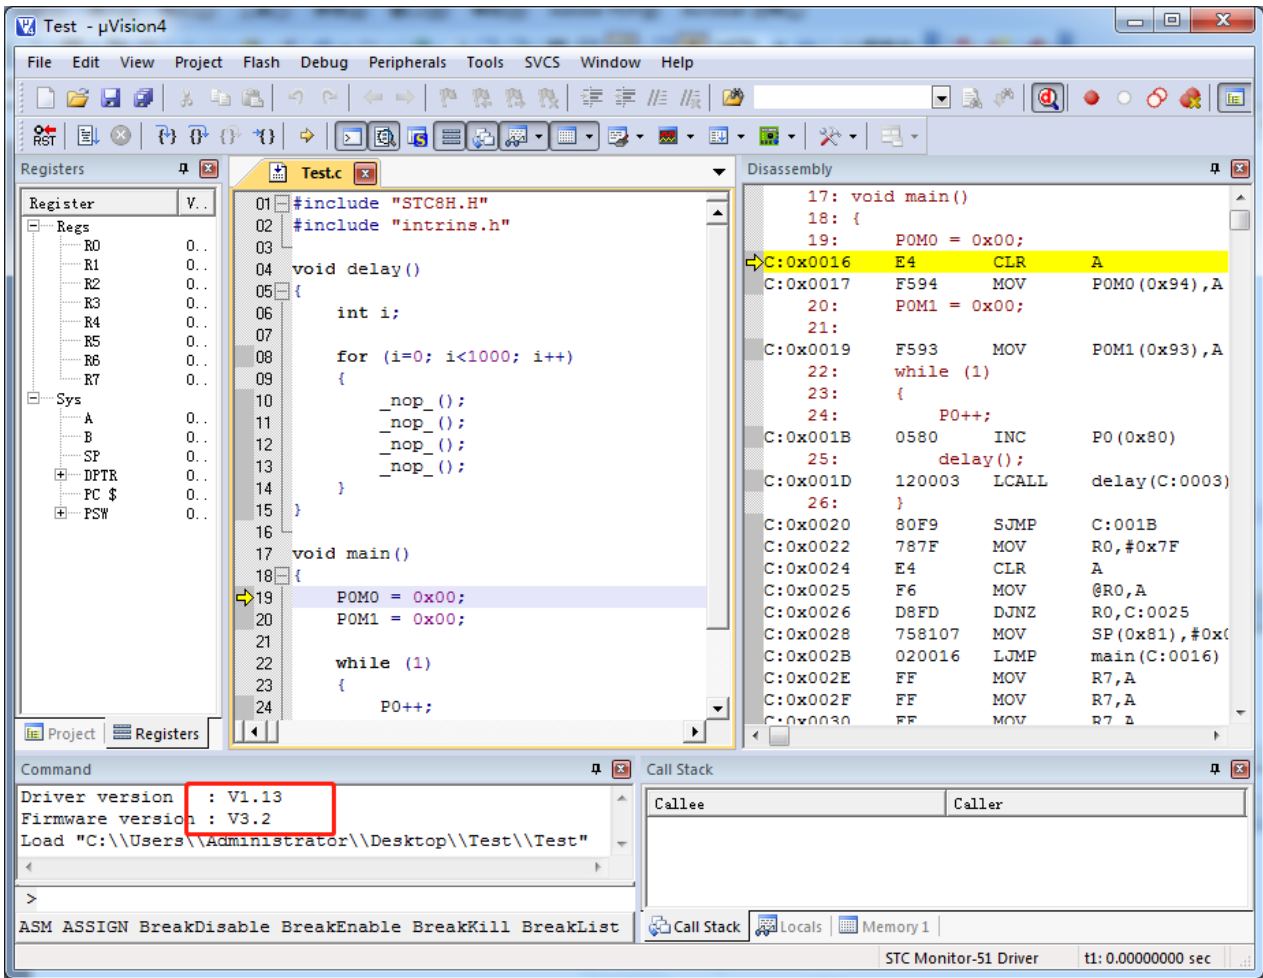 Test - µVision4
File Edit View Project Flash Debug Peripherals Tools SVCS Window Help
RST
Registers
Register V..
Regs
R0 0..
R1 0..
R2 0..
R3 0..
R4 0..
R5 0..
R6 0..
R7 0..
Sys
A 0..
B 0..
SP 0..
DPTR 0..
PC $ 0..
PSW 0..
Project Registers
Test.c
01 #include "STC8H.H"
02 #include "intrins.h"
03
04 void delay()
05 {
06 int i;
07
08 for (i=0; i<1000; i++)
09 {
10 _nop_();
11 _nop_();
12 _nop_();
13 _nop_();
14 }
15 }
16
17 void main()
18 {
19 P0M0 = 0x00;
20 P0M1 = 0x00;
21
22 while (1)
23 {
24 P0++;
Disassembly
17: void main()
18: {
19: P0M0 = 0x00;
C:0x0016 E4 CLR A
C:0x0017 F594 MOV P0M0(0x94),A
20: P0M1 = 0x00;
21:
C:0x0019 F593 MOV P0M1(0x93),A
22: while (1)
23: {
24: P0++;
C:0x001B 0580 INC P0(0x80)
25: delay();
C:0x001D 120003 LCALL delay(C:0003)
26: }
C:0x0020 80F9 SJMP C:001B
C:0x0022 787F MOV R0,#0x7F
C:0x0024 E4 CLR A
C:0x0025 F6 MOV @R0,A
C:0x0026 D8FD DJNZ R0,C:0025
C:0x0028 758107 MOV SP(0x81),#0x0
C:0x002B 020016 LJMP main(C:0016)
C:0x002E FF MOV R7,A
C:0x002F FF MOV R7,A
C:0x0030 FF MOV R7,A
Command
Driver version : V1.13
Firmware version : V3.2
Load "C:\\Users\\Administrator\\Desktop\\Test\\Test"
>
ASM ASSIGN BreakDisable BreakEnable BreakKill BreakList
Call Stack
Callee Caller
Call Stack Locals Memory 1
STC Monitor-51 Driver t1: 0.00000000 sec